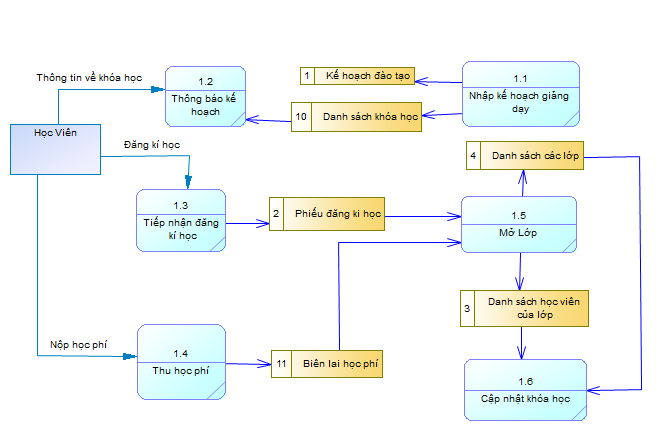 Thông tin về khóa học
1.2
Thông báo kế
hoạch
1
Kế hoạch đào tạo
1.1
Nhập kế hoạch giảng
dạy
10
Danh sách khóa học
Học Viên
Đăng kí học
4
Danh sách các lớp
1.3
Tiếp nhận đăng
kí học
2
Phiếu đăng kí học
1.5
Mở Lớp
3
Danh sách học viên
của lớp
Nộp học phí
1.4
Thu học phí
11
Biên lai học phí
1.6
Cập nhật khóa học